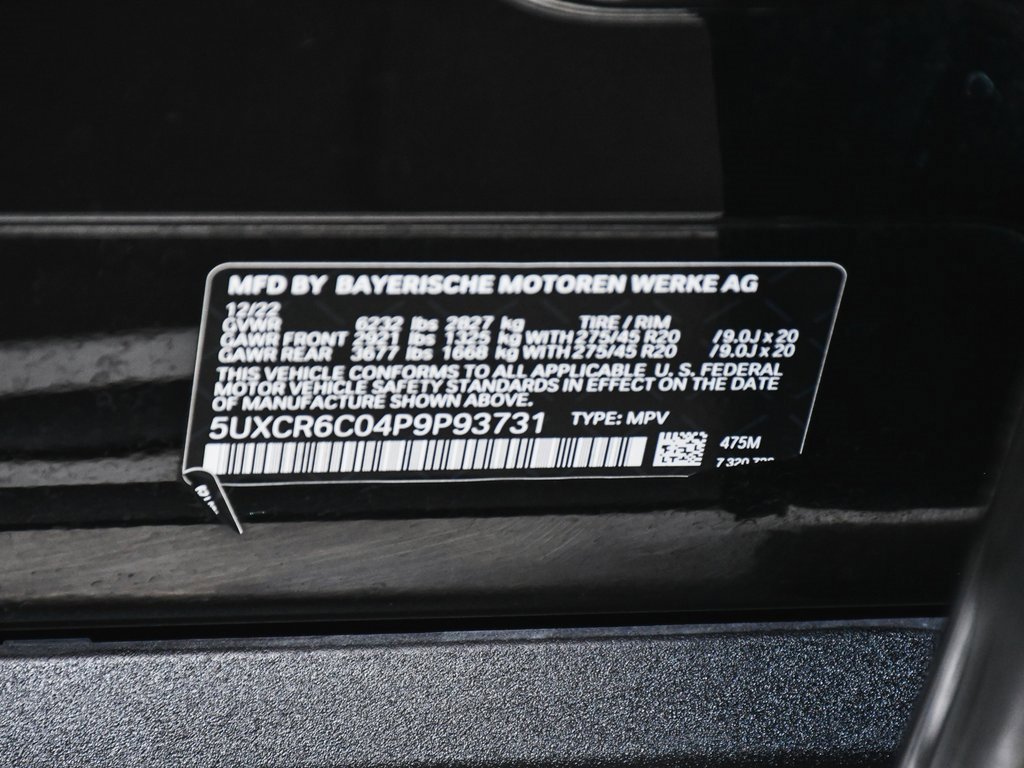 MFD BY BAYERISCHE MOTOREN WERKE AG
12/22
GVWR 6232 lbs 2827 kg TIRE / RIM
GAWR FRONT 2921 lbs 1325 kg WITH 275/45 R20 /9.0J x 20
GAWR REAR 3677 lbs 1668 kg WITH 275/45 R20 /9.0J x 20
THIS VEHICLE CONFORMS TO ALL APPLICABLE U.S. FEDERAL
MOTOR VEHICLE SAFETY STANDARDS IN EFFECT ON THE DATE
OF MANUFACTURE SHOWN ABOVE.
5UXCR6C04P9P93731 TYPE: MPV
475M
7 320